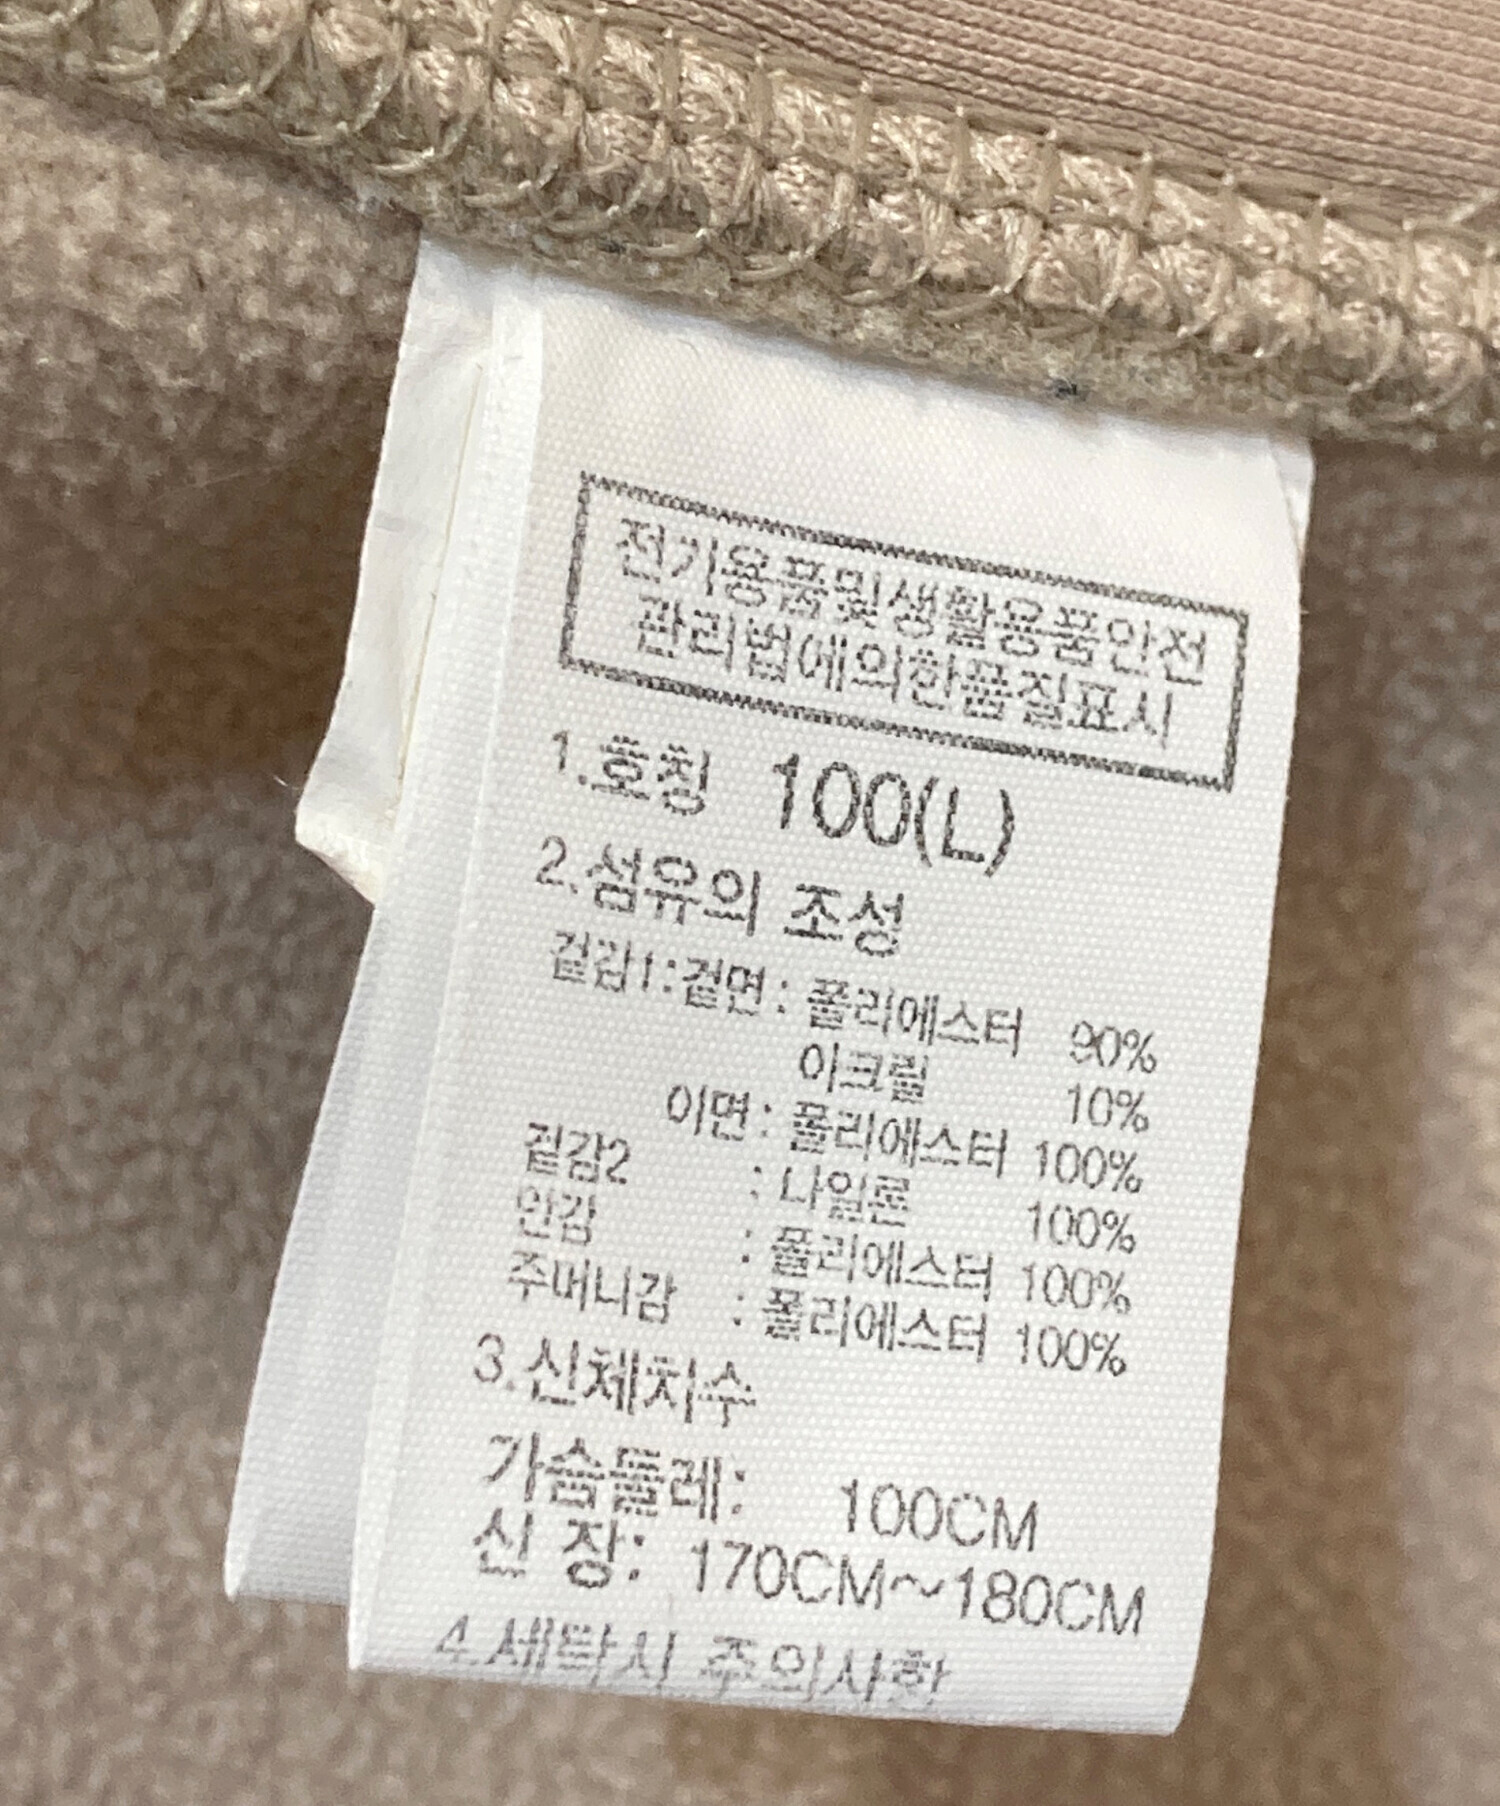 전기용품및생활용품안전
관리법에의한품질표시
1.호칭 100(L)
2.섬유의 조성
겉감1:겉면: 폴리에스터 90%
아크릴 10%
이면: 폴리에스터 100%
겉감2 : 나일론 100%
안감 : 폴리에스터 100%
주머니감 : 폴리에스터 100%
3.신체치수
가슴둘레: 100CM
신 장: 170CM~180CM
4.세탁시 주의사항